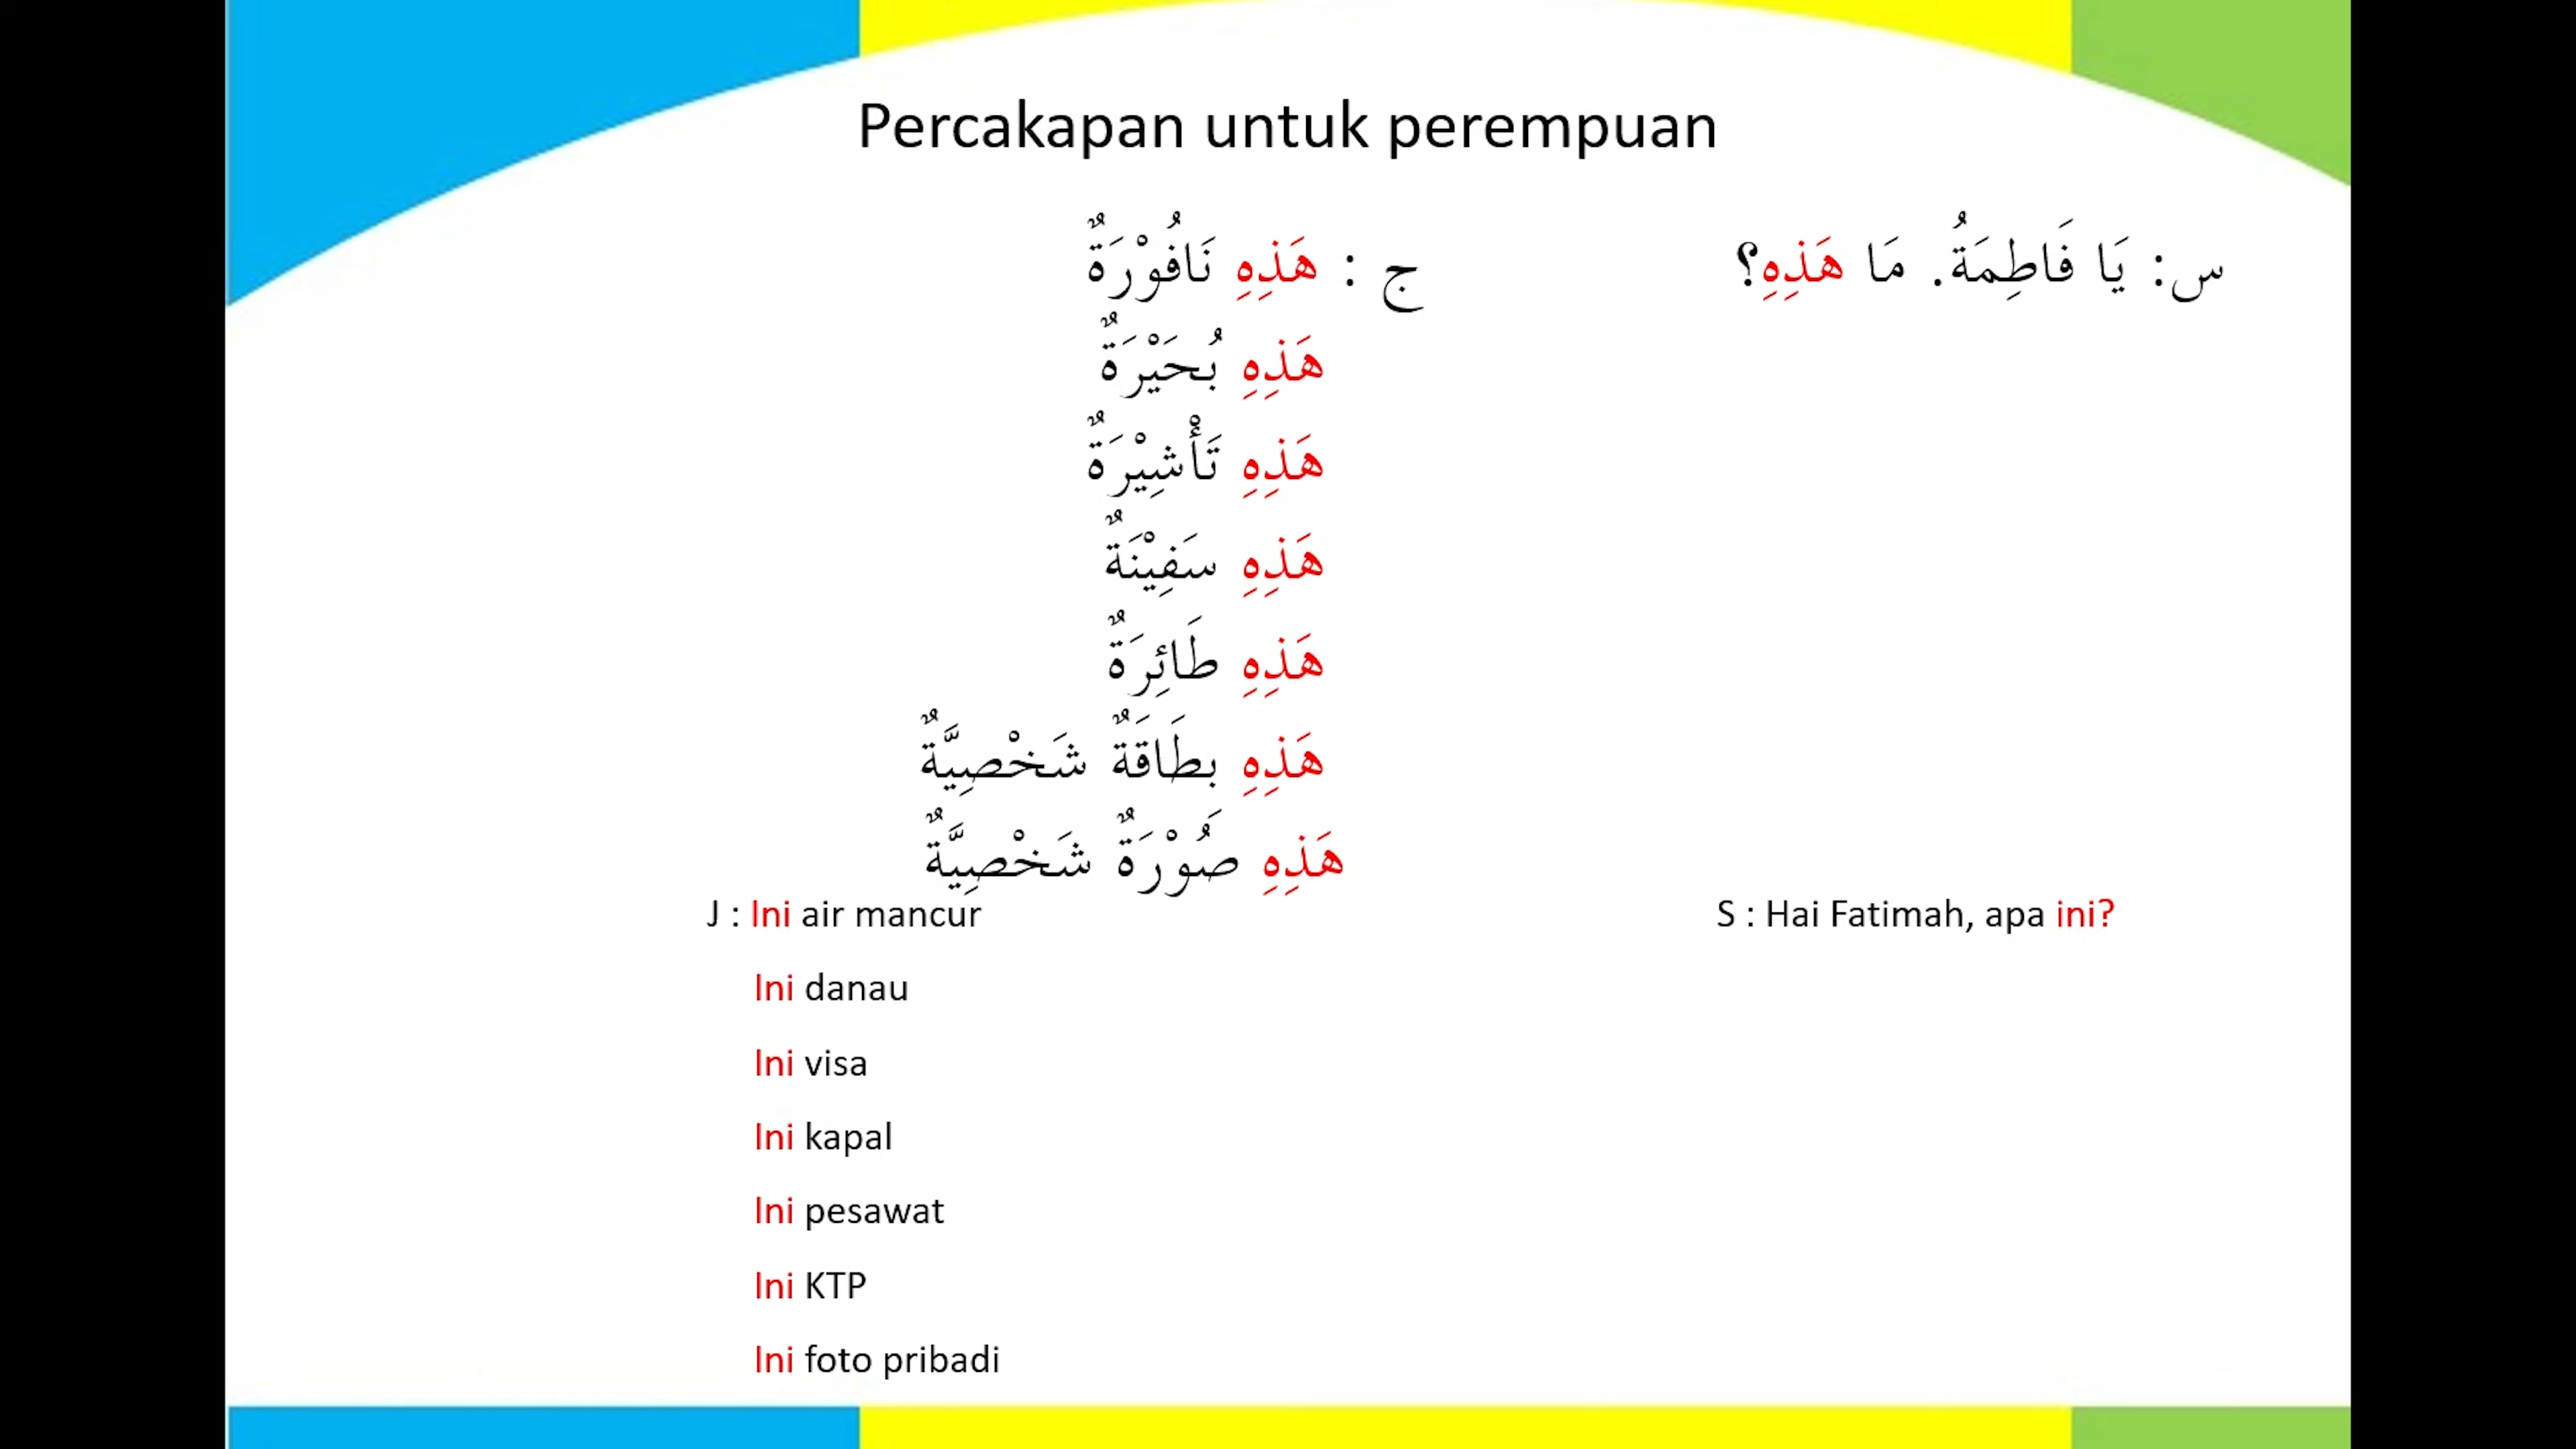 Percakapan untuk perempuan
س: يَا فَاطِمَةُ. مَا هَذِهِ؟
ج : هَذِهِ نَافُوْرَةٌ
هَذِهِ بُحَيْرَةٌ
هَذِهِ تَأْشِيْرَةٌ
هَذِهِ سَفِيْنَةٌ
هَذِهِ طَائِرَةٌ
هَذِهِ بطَاقَةٌ شَخْصِيَّةٌ
هَذِهِ صَُوْرَةٌ شَخْصِيَّةٌ
S : Hai Fatimah, apa ini?
J : Ini air mancur
Ini danau
Ini visa
Ini kapal
Ini pesawat
Ini KTP
Ini foto pribadi